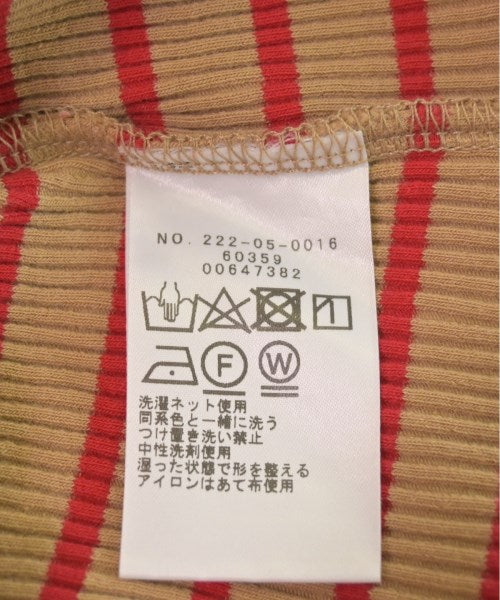 NO. 222-05-0016
60359
00647382
F W
洗濯ネット使用
同系色と一緒に洗う
つけ置き洗い禁止
中性洗剤使用
湿った状態で形を整える
アイロンはあて布使用